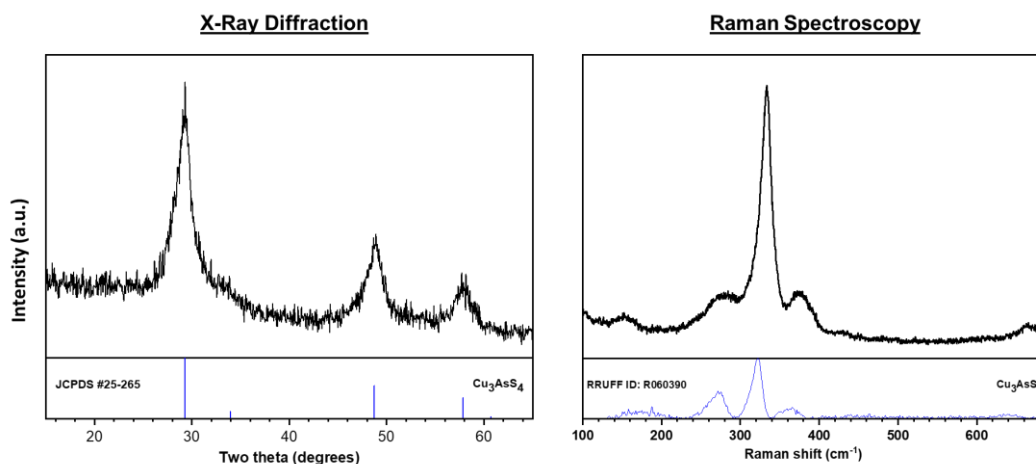 X-Ray Diffraction
Intensity (a.u.)
JCPDS #25-265
Cu₃AsS₄
20 30 40 50 60
Two theta (degrees)
Raman Spectroscopy
RRUFF ID: R060390
Cu₃AsS
100 200 300 400 500 600
Raman shift (cm⁻¹)